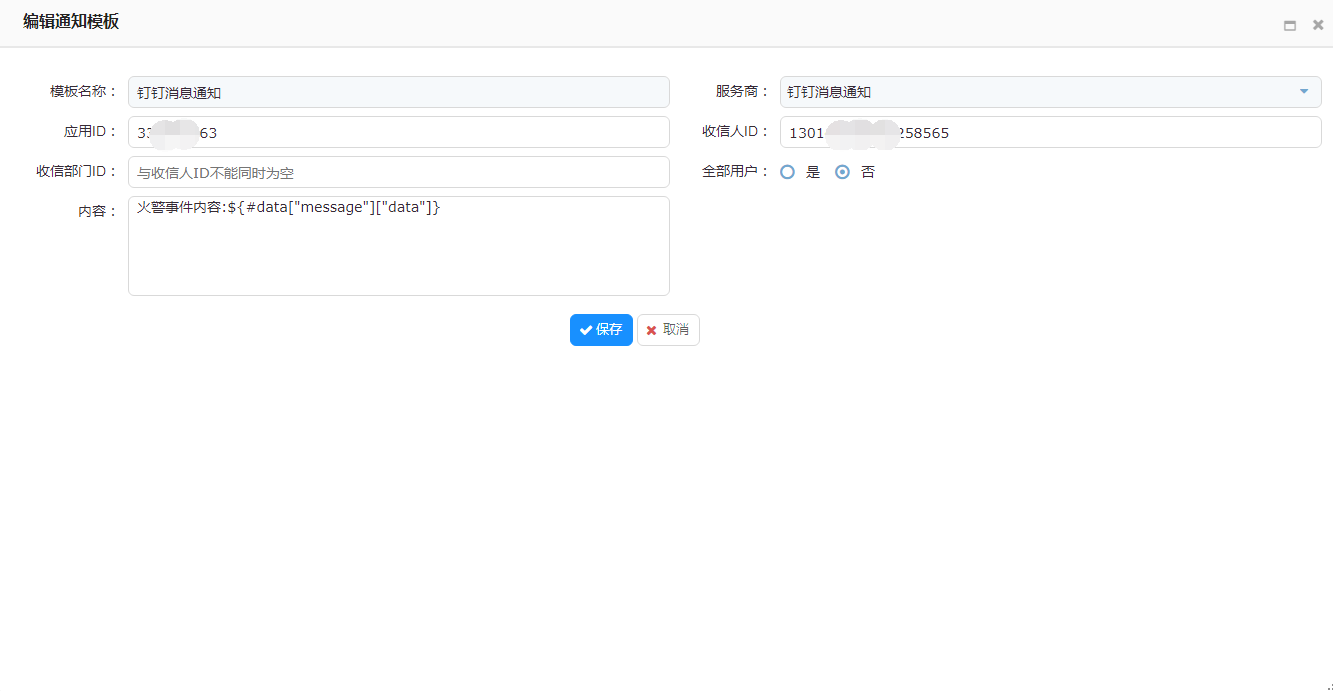 编辑通知模板
模板名称： 钉钉消息通知 服务商： 钉钉消息通知
应用ID： 33 63 收信人ID： 1301 258565
收信部门ID： 与收信人ID不能同时为空 全部用户： 是 否
内容： 火警事件内容:${#data["message"]["data"]}
保存 取消